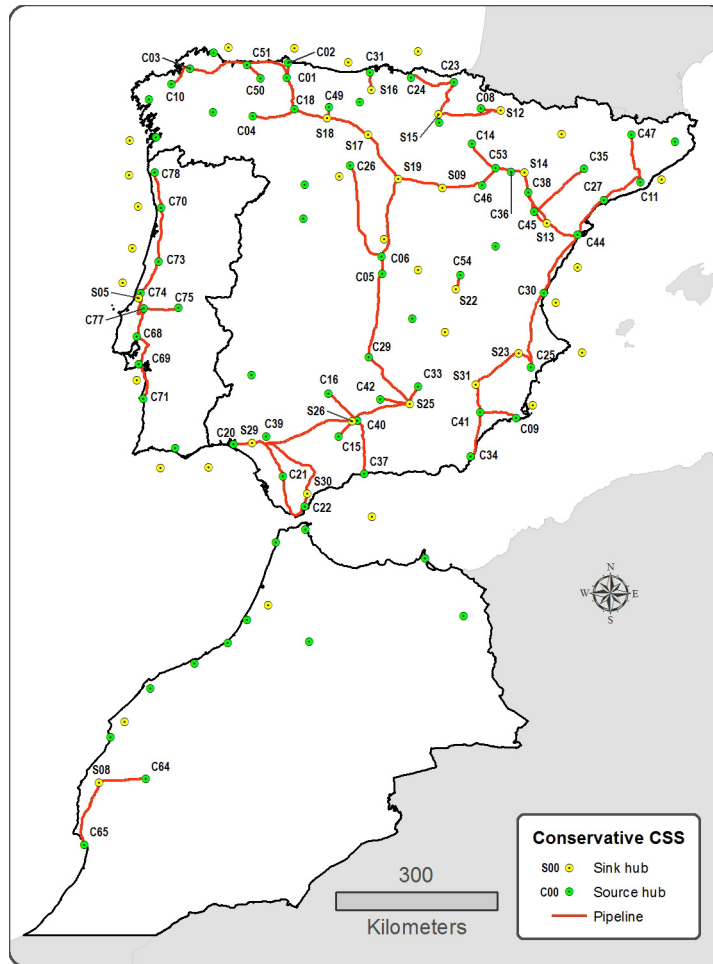 C51
C02
C03
C31
C23
C10
C50
C01
C24
C08
S16
S12
C18
C49
C04
S18
S15
S17
C14
C47
C26
C53
S14
C35
C78
S19
S09
C38
C46
C27
C11
C70
C36
C45
S13
C44
C73
C06
C05
C54
C74
S05
C75
C30
S22
C77
C68
C29
S23
C69
C25
C16
C42
C33
S31
C71
S26
S25
C39
C40
C41
C20
S29
C15
C09
C21
C37
C34
S30
C22
N
W
E
S
S08
C64
C65
300
Kilometers
Conservative CSS
S00 Sink hub
C00 Source hub
Pipeline